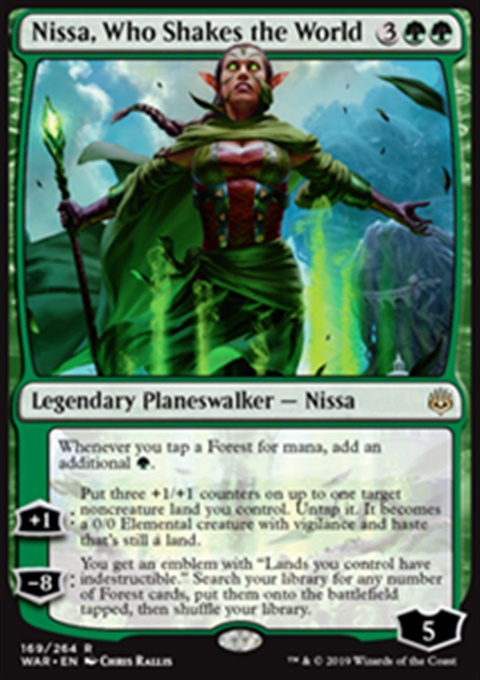 Nissa, Who Shakes the World 3
Legendary Planeswalker — Nissa
Whenever you tap a Forest for mana, add an
additional .
+1 : Put three +1/+1 counters on up to one target
noncreature land you control. Untap it. It becomes
a 0/0 Elemental creature with vigilance and haste
that's still a land.
-8 : You get an emblem with “Lands you control have
indestructible.” Search your library for any number
of Forest cards, put them onto the battlefield
tapped, then shuffle your library.
5
169/264 R
WAR • EN Chris Rallis
™ & © 2019 Wizards of the Coast